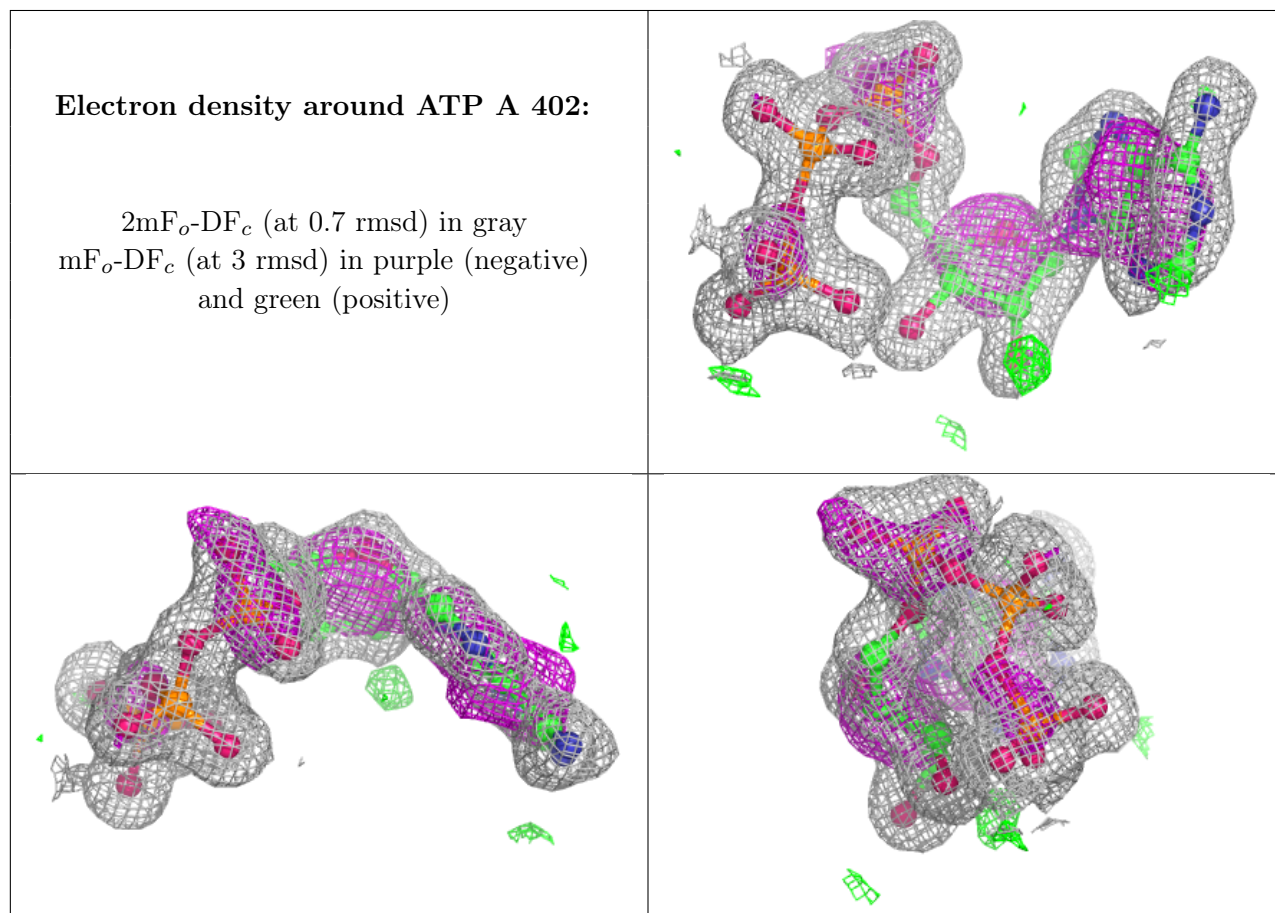 Electron density around ATP A 402:
2mFo-DFc (at 0.7 rmsd) in gray
mFo-DFc (at 3 rmsd) in purple (negative)
and green (positive)